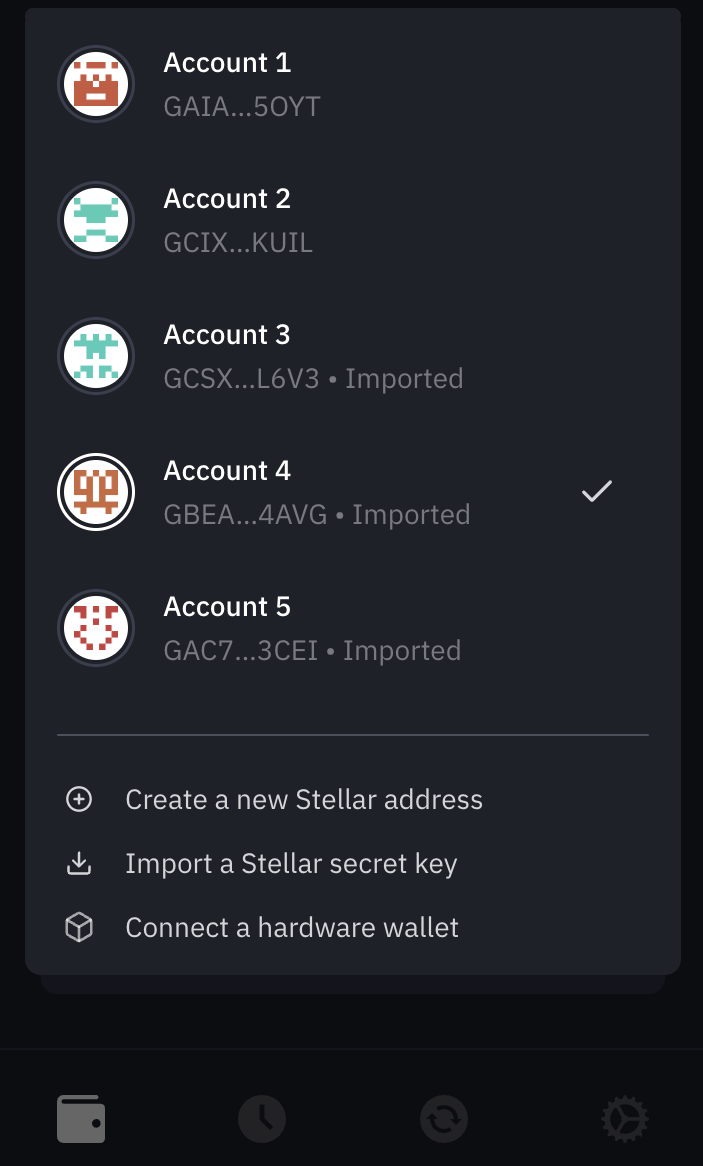 Account 1
GAIA...5OYT
Account 2
GCIX...KUIL
Account 3
GCSX...L6V3 • Imported
Account 4
GBEA...4AVG • Imported
Account 5
GAC7...3CEI • Imported
Create a new Stellar address
Import a Stellar secret key
Connect a hardware wallet